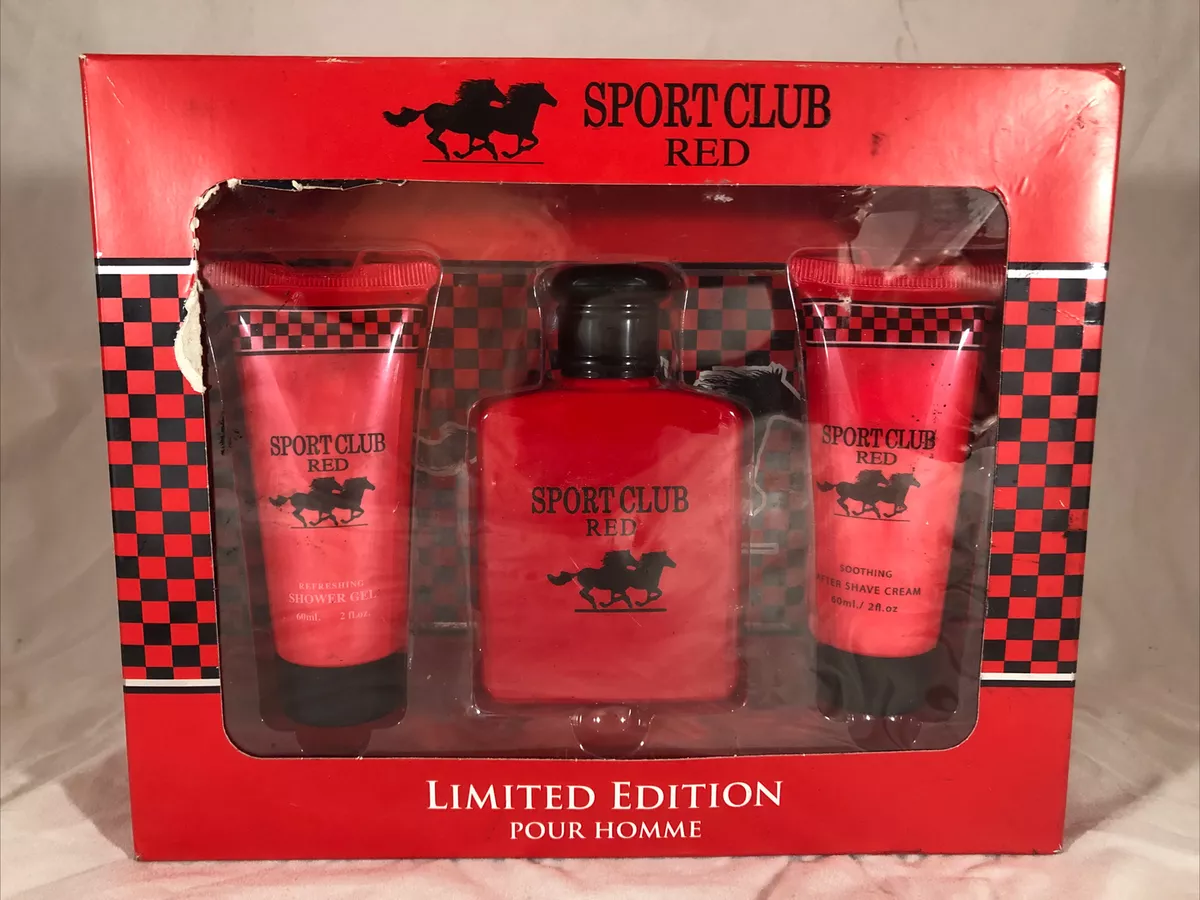 SPORT CLUB
RED
SPORT CLUB
RED
REFRESHING
SHOWER GEL
60ml. 2 fl.oz.
SPORT CLUB
RED
SPORT CLUB
RED
SOOTHING
AFTER SHAVE CREAM
60ml./ 2fl.oz
LIMITED EDITION
POUR HOMME